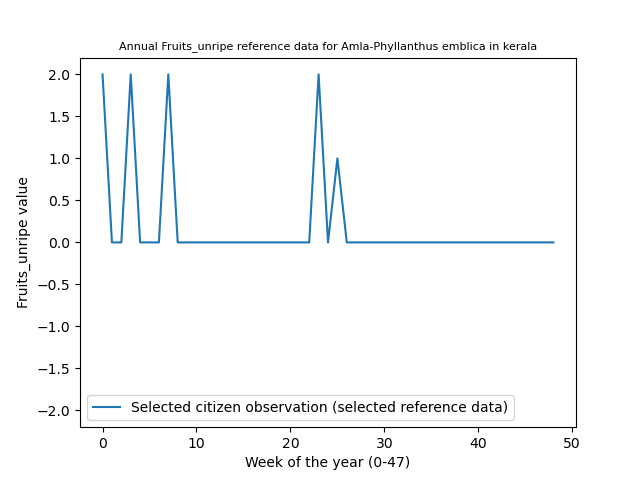 Annual Fruits_unripe reference data for Amla-Phyllanthus emblica in kerala
2.0
1.5
1.0
0.5
0.0
−0.5
−1.0
−1.5
−2.0
Fruits_unripe value
Selected citizen observation (selected reference data)
0 10 20 30 40 50
Week of the year (0-47)